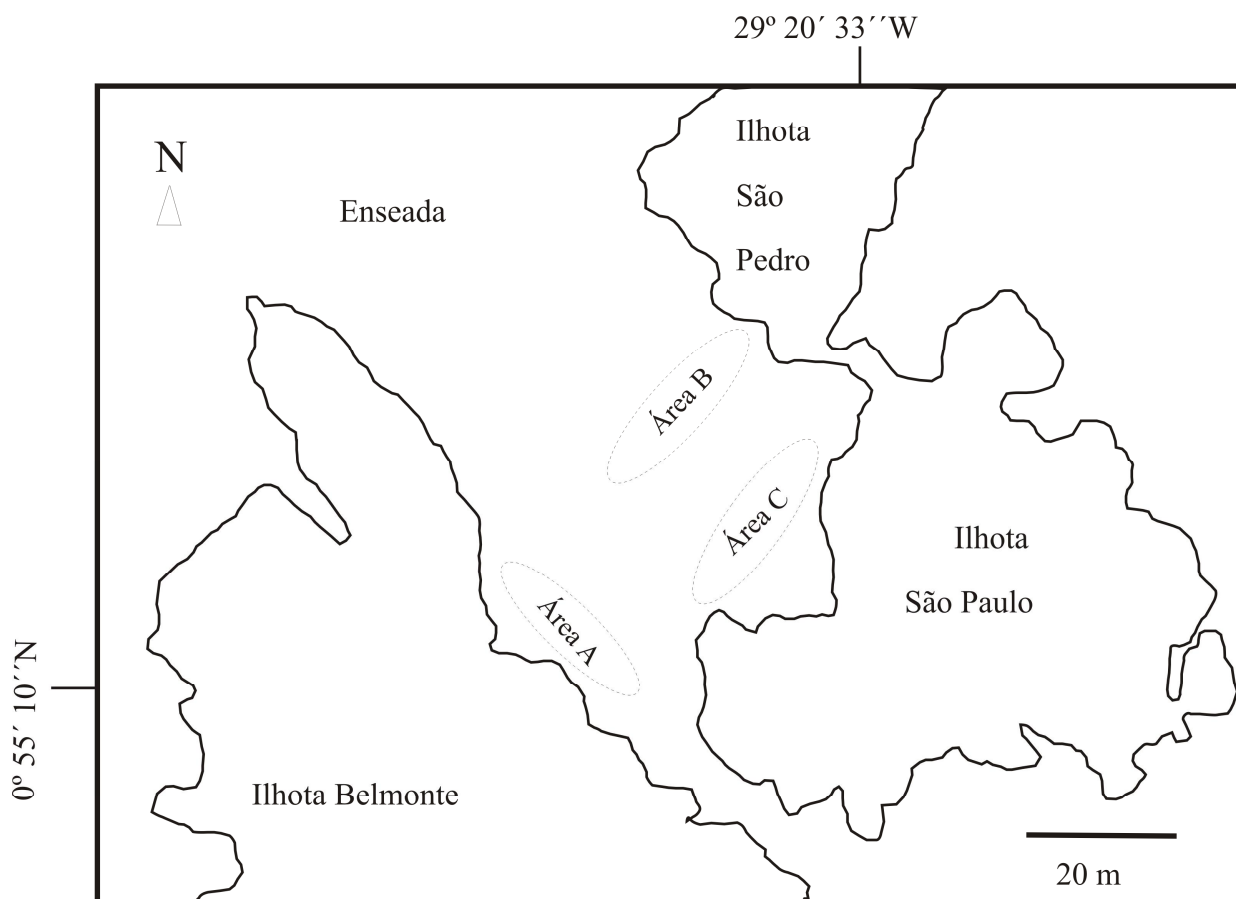 29º 20´ 33´´W
N
Enseada
Ilhota
São
Pedro
Área B
Área C
Área A
Ilhota
São Paulo
0º 55´ 10´´N
Ilhota Belmonte
20 m